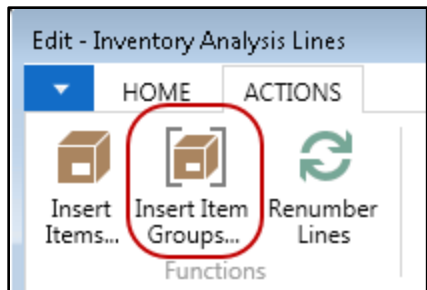 Edit - Inventory Analysis Lines
HOME ACTIONS
Insert Items...
Insert Item Groups...
Renumber Lines
Functions